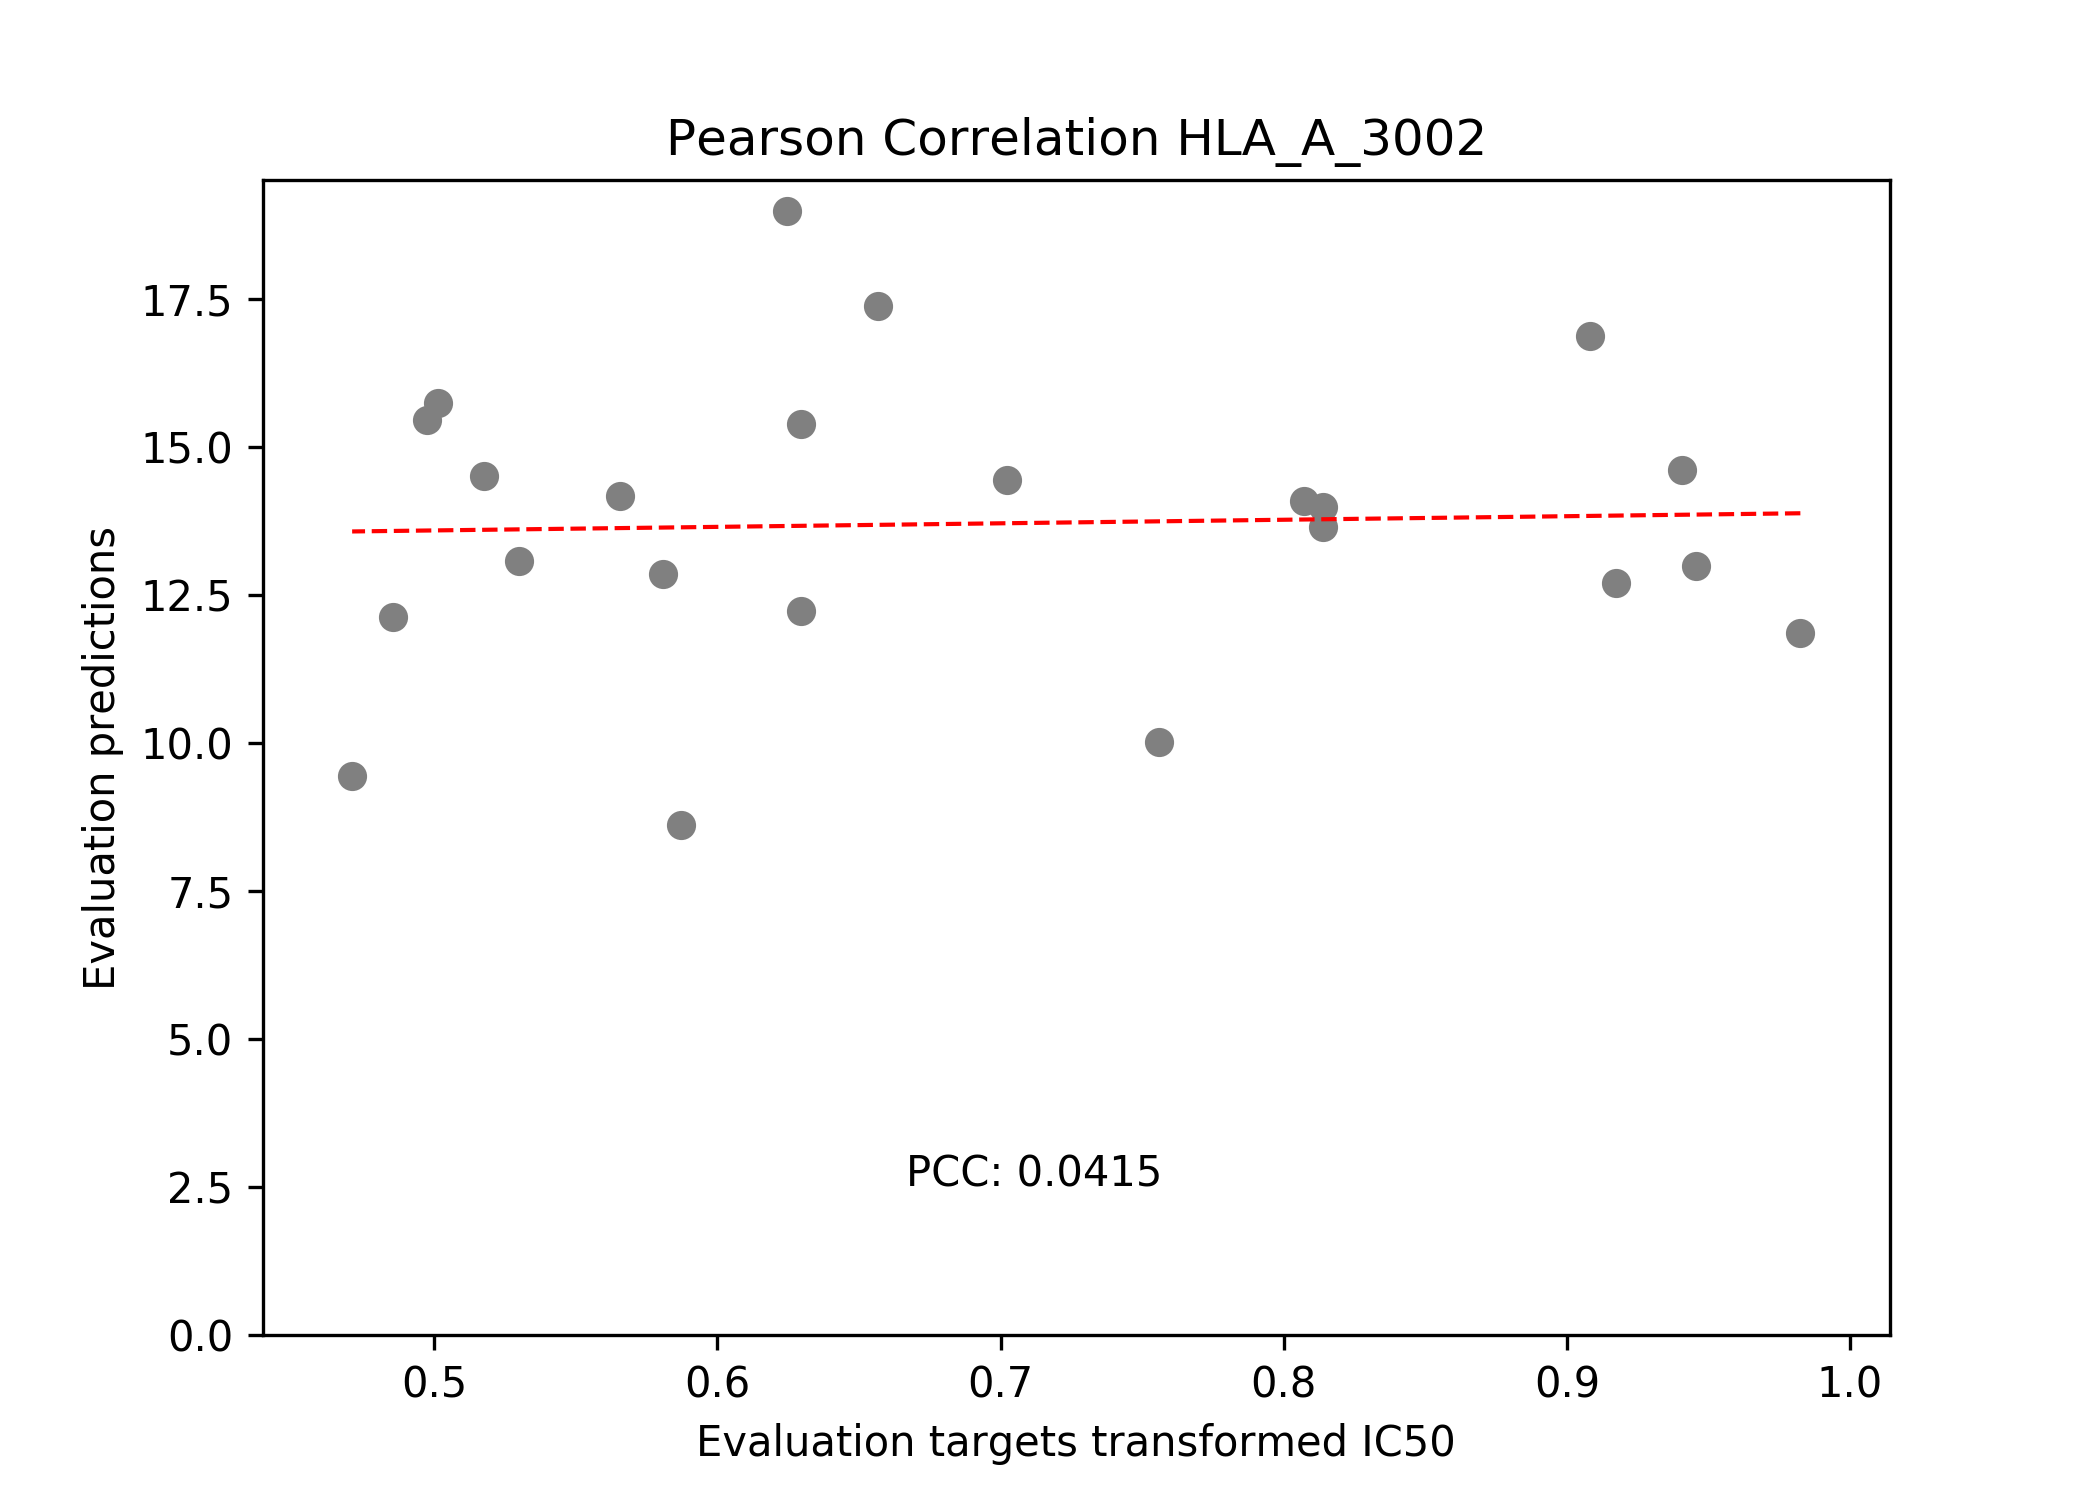 Pearson Correlation HLA_A_3002
17.5
15.0
12.5
10.0
7.5
5.0
2.5
0.0
Evaluation predictions
PCC: 0.0415
0.5 0.6 0.7 0.8 0.9 1.0
Evaluation targets transformed IC50